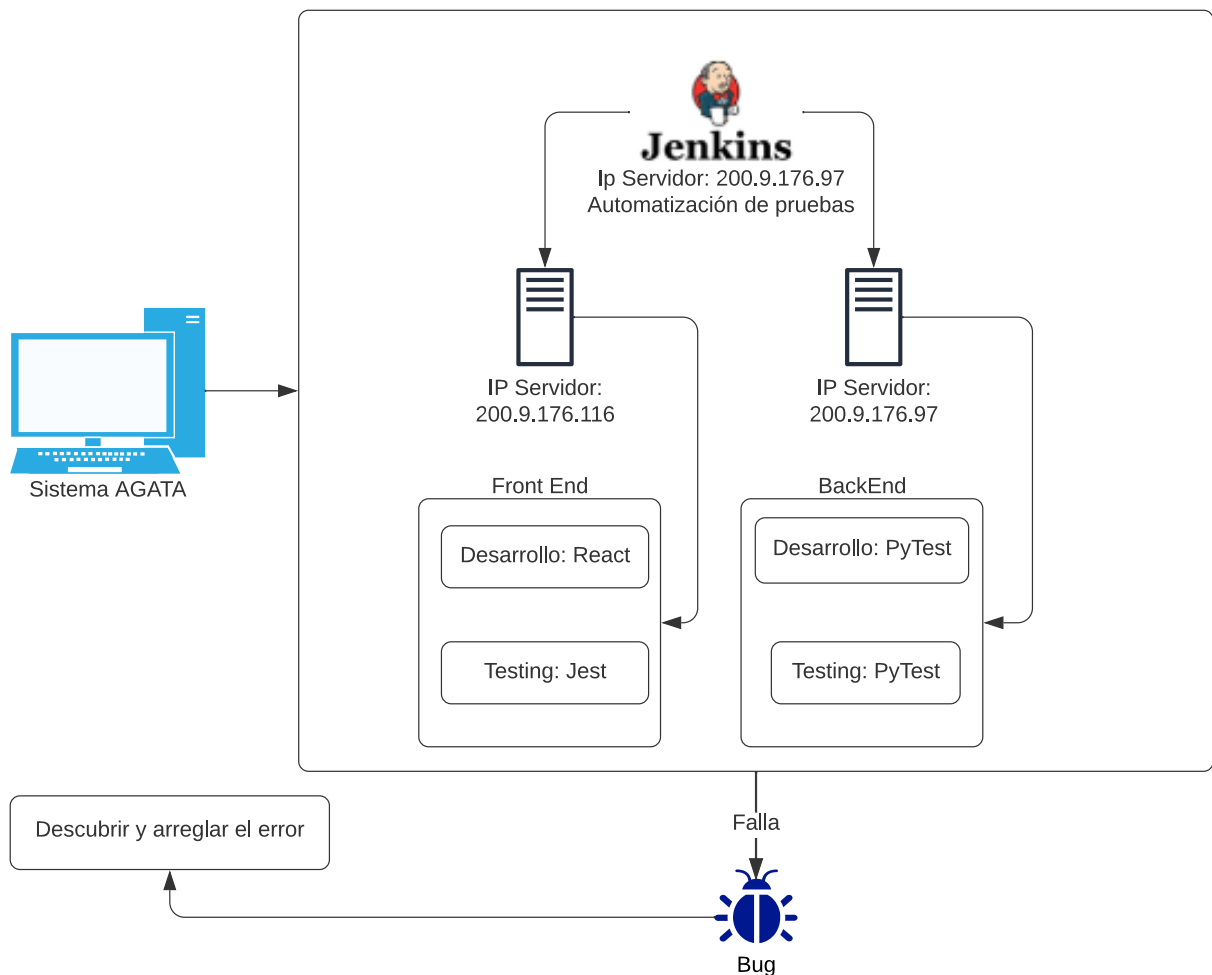 Jenkins
Ip Servidor: 200.9.176.97
Automatización de pruebas
IP Servidor:
200.9.176.116
IP Servidor:
200.9.176.97
Sistema AGATA
Front End
Desarrollo: React
Testing: Jest
BackEnd
Desarrollo: PyTest
Testing: PyTest
Falla
Descubrir y arreglar el error
Bug